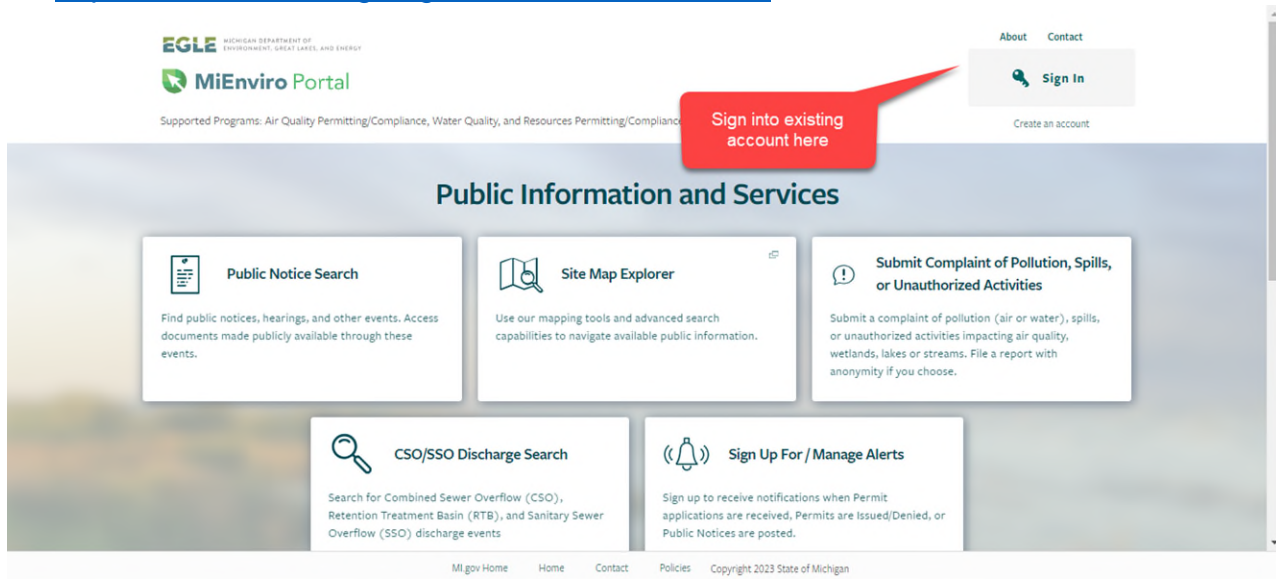 EGLE MICHIGAN DEPARTMENT OF
ENVIRONMENT, GREAT LAKES, AND ENERGY
About Contact
MiEnviro Portal
Sign In
Supported Programs: Air Quality Permitting/Compliance, Water Quality, and Resources Permitting/Compliance
Sign into existing
account here
Create an account
Public Information and Services
Public Notice Search
Find public notices, hearings, and other events. Access
documents made publicly available through these
events.
Site Map Explorer
Use our mapping tools and advanced search
capabilities to navigate available public information.
Submit Complaint of Pollution, Spills,
or Unauthorized Activities
Submit a complaint of pollution (air or water), spills,
or unauthorized activities impacting air quality,
wetlands, lakes or streams. File a report with
anonymity if you choose.
CSO/SSO Discharge Search
Search for Combined Sewer Overflow (CSO),
Retention Treatment Basin (RTB), and Sanitary Sewer
Overflow (SSO) discharge events
Sign Up For / Manage Alerts
Sign up to receive notifications when Permit
applications are received, Permits are Issued/Denied, or
Public Notices are posted.
MI.gov Home Home Contact Policies Copyright 2023 State of Michigan